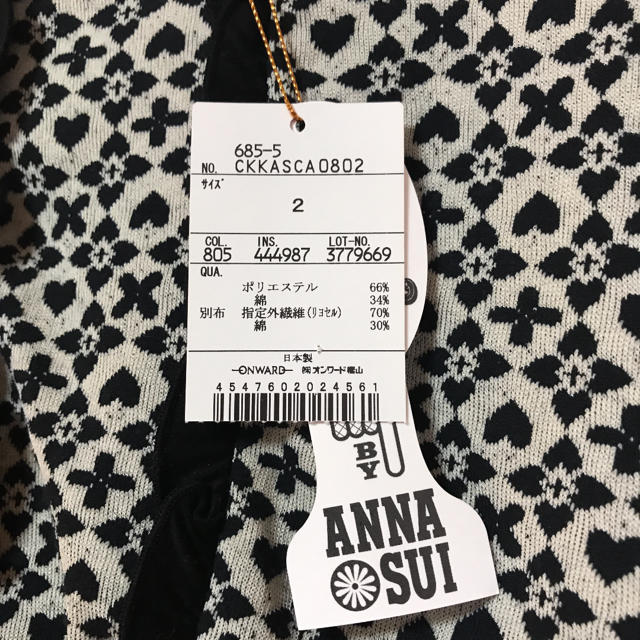 685-5
NO. CKKASCA0802
サイズ
2
COL. INS. LOT-NO.
805 444987 3779669
QUA.
ポリエステル 66%
綿 34%
別布 指定外繊維(リヨセル) 70%
綿 30%
日本製
ONWARD ㈱オンワード樫山
4547602024561
BY
ANNA
SUI